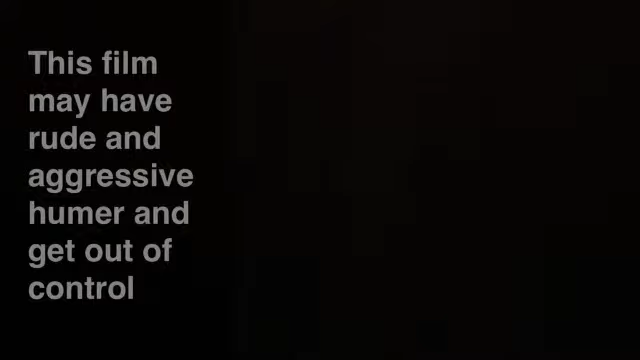 This film
may have
rude and
aggressive
humer and
get out of
control